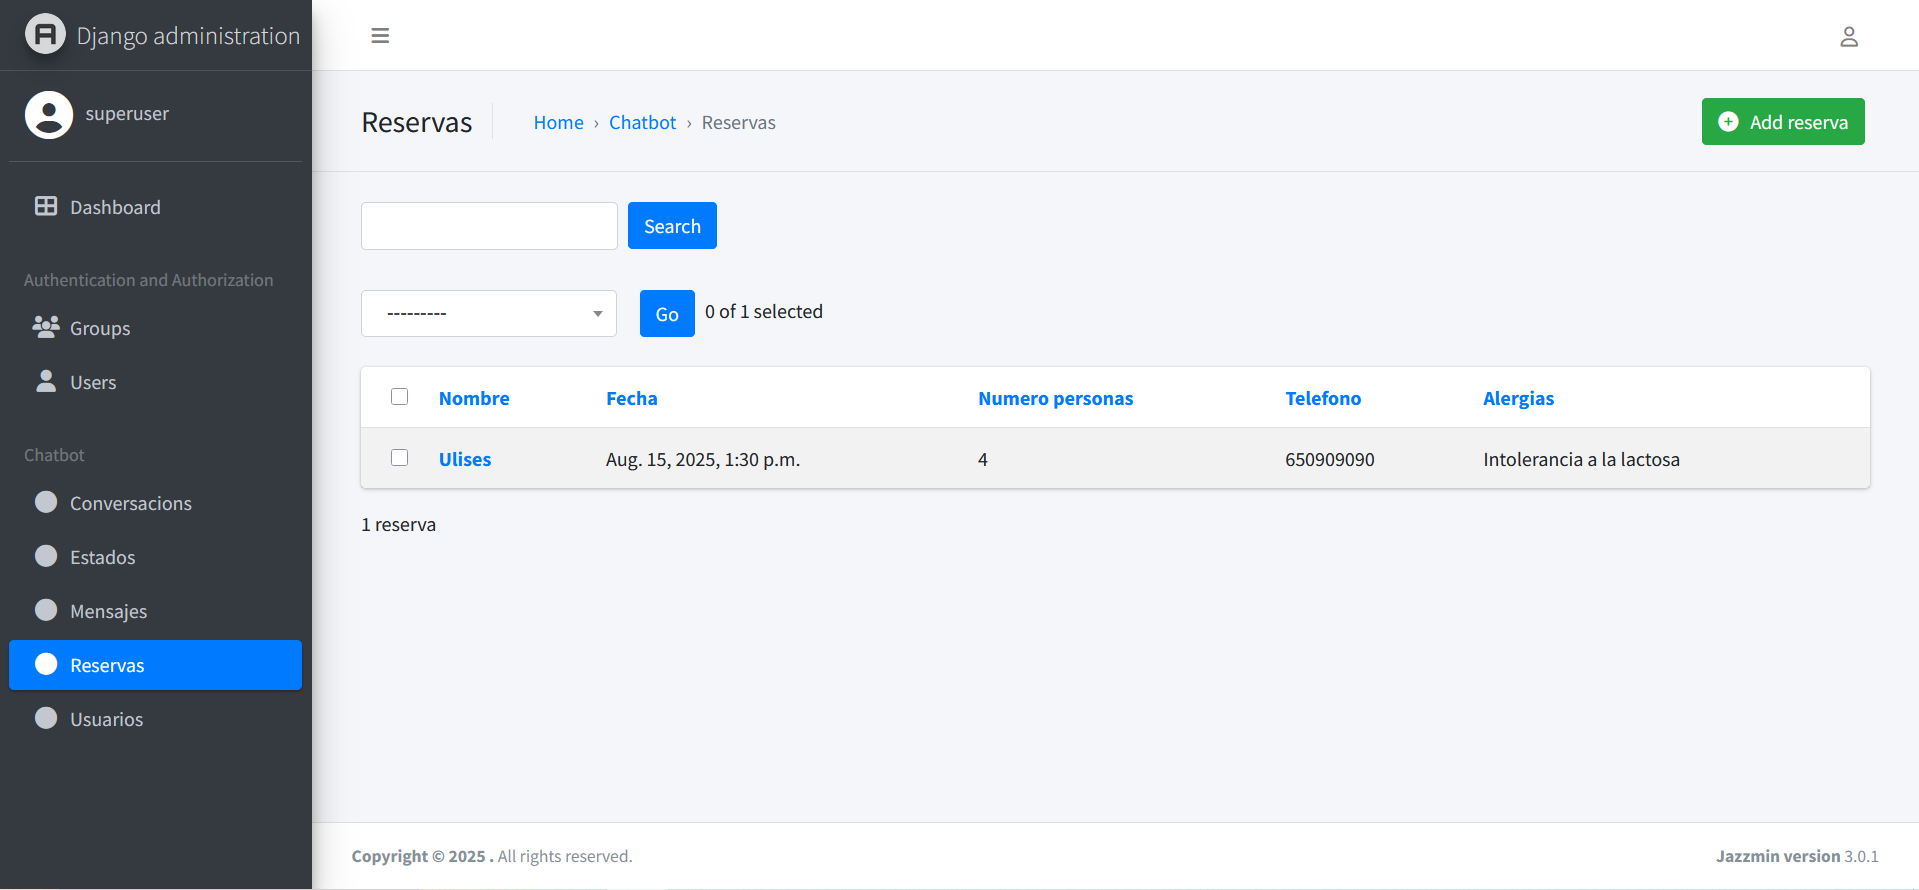 Django administration
superuser
Dashboard
Authentication and Authorization
Groups
Users
Chatbot
Conversacions
Estados
Mensajes
Reservas
Usuarios
Reservas
Home › Chatbot › Reservas
Add reserva
Search
---------
Go
0 of 1 selected
Nombre Fecha Numero personas Telefono Alergias
Ulises Aug. 15, 2025, 1:30 p.m. 4 650909090 Intolerancia a la lactosa
1 reserva
Copyright © 2025 . All rights reserved.
Jazzmin version 3.0.1